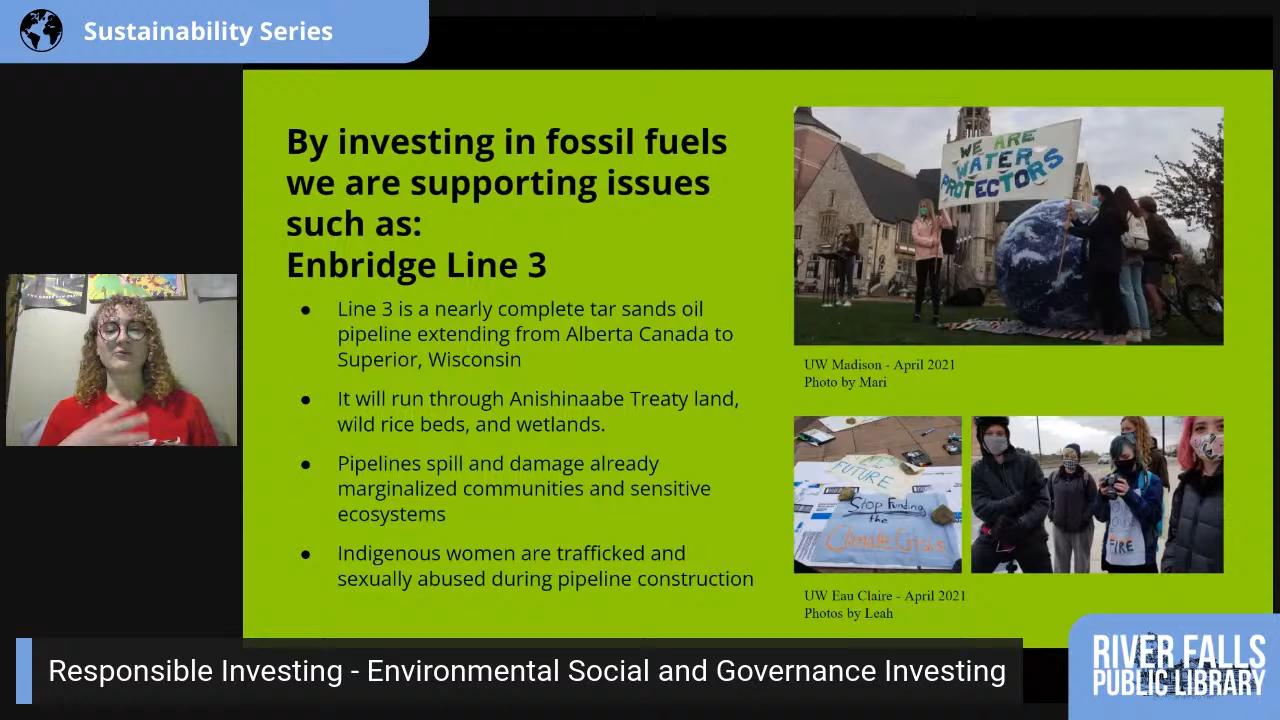 Sustainability Series
By investing in fossil fuels
we are supporting issues
such as:
Enbridge Line 3
● Line 3 is a nearly complete tar sands oil
pipeline extending from Alberta Canada to
Superior, Wisconsin
● It will run through Anishinaabe Treaty land,
wild rice beds, and wetlands.
● Pipelines spill and damage already
marginalized communities and sensitive
ecosystems
● Indigenous women are trafficked and
sexually abused during pipeline construction
WE ARE
WATER
PROTECTORS
UW Madison - April 2021
Photo by Mari
FUTURE
Stop Funding
the
Climate Crisis
FIRE
UW Eau Claire - April 2021
Photos by Leah
Responsible Investing - Environmental Social and Governance Investing
RIVER FALLS
PUBLIC LIBRARY